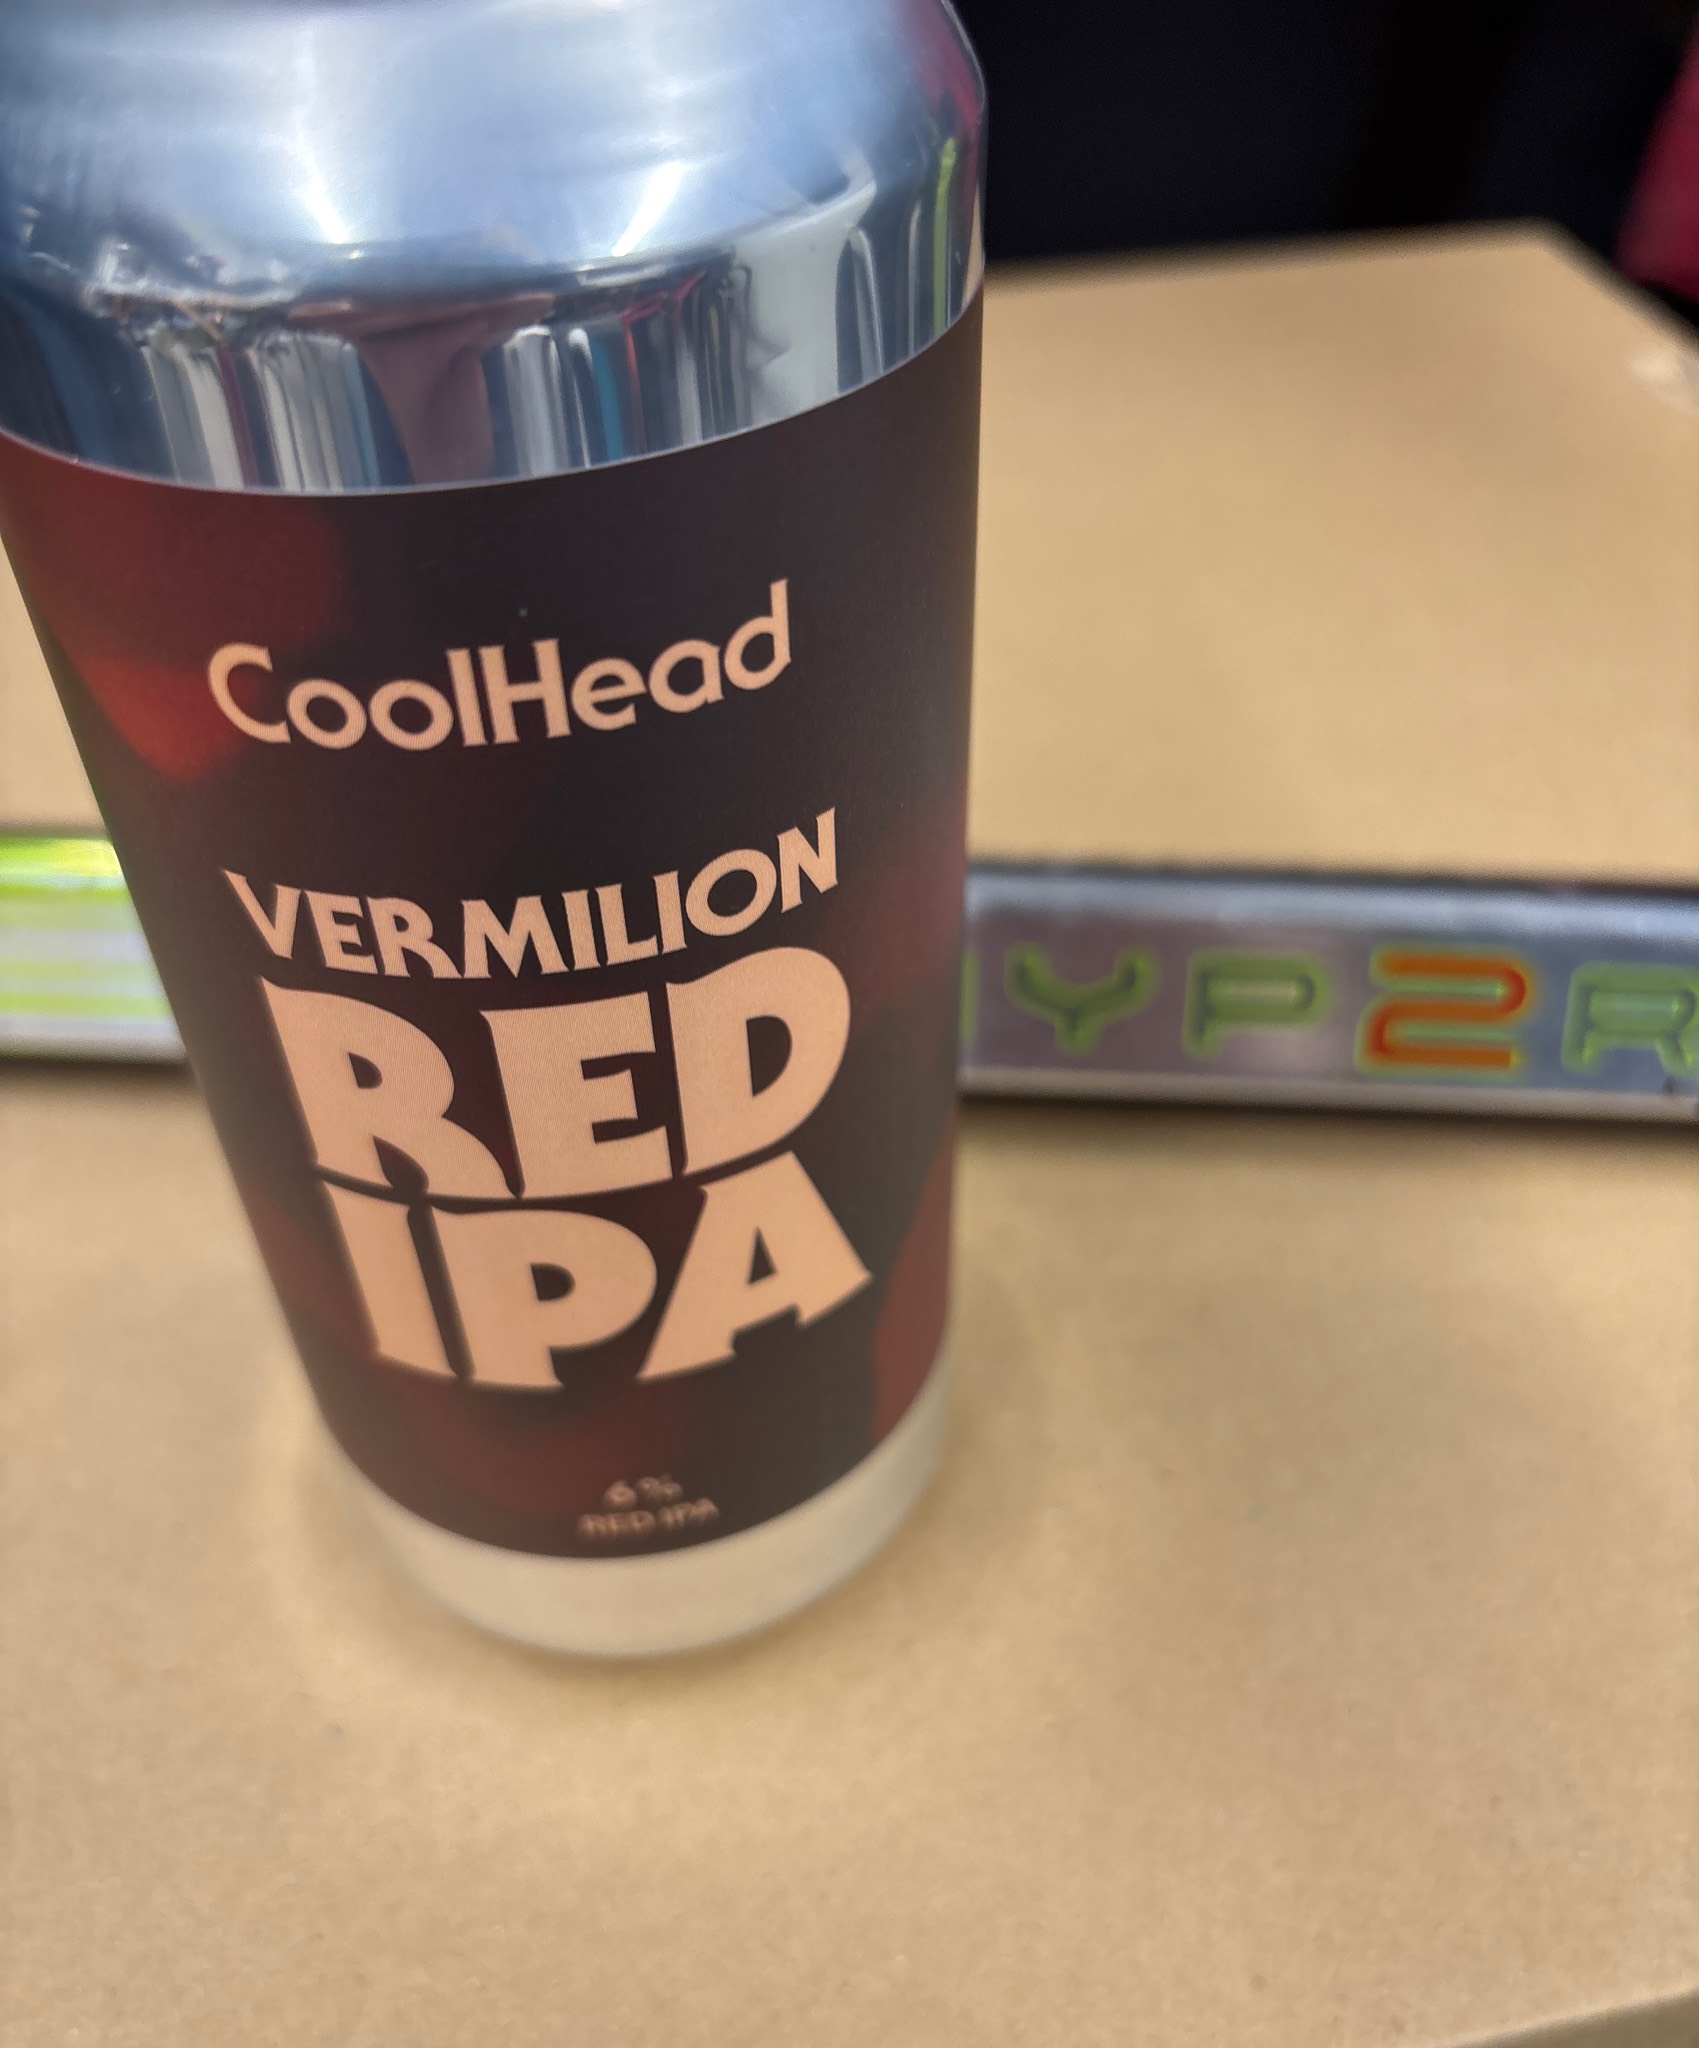 CoolHead
VERMILION
RED
IPA
YP2R
6%
RED IPA